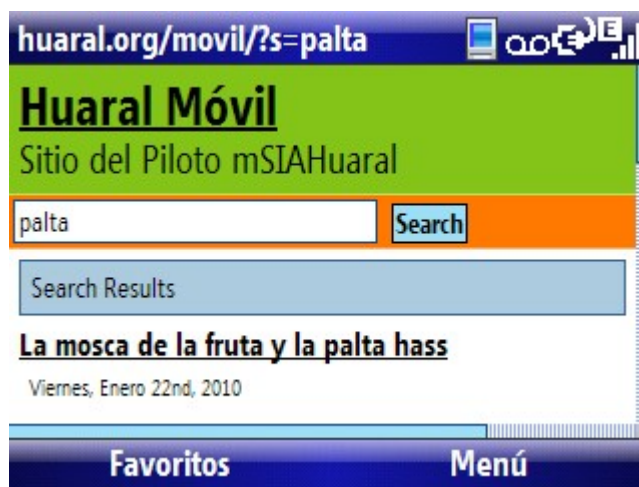 huaral.org/movil/?s=palta E
Huaral Móvil
Sitio del Piloto mSIAHuaral
palta Search
Search Results
La mosca de la fruta y la palta hass
Viernes, Enero 22nd, 2010
Favoritos Menú